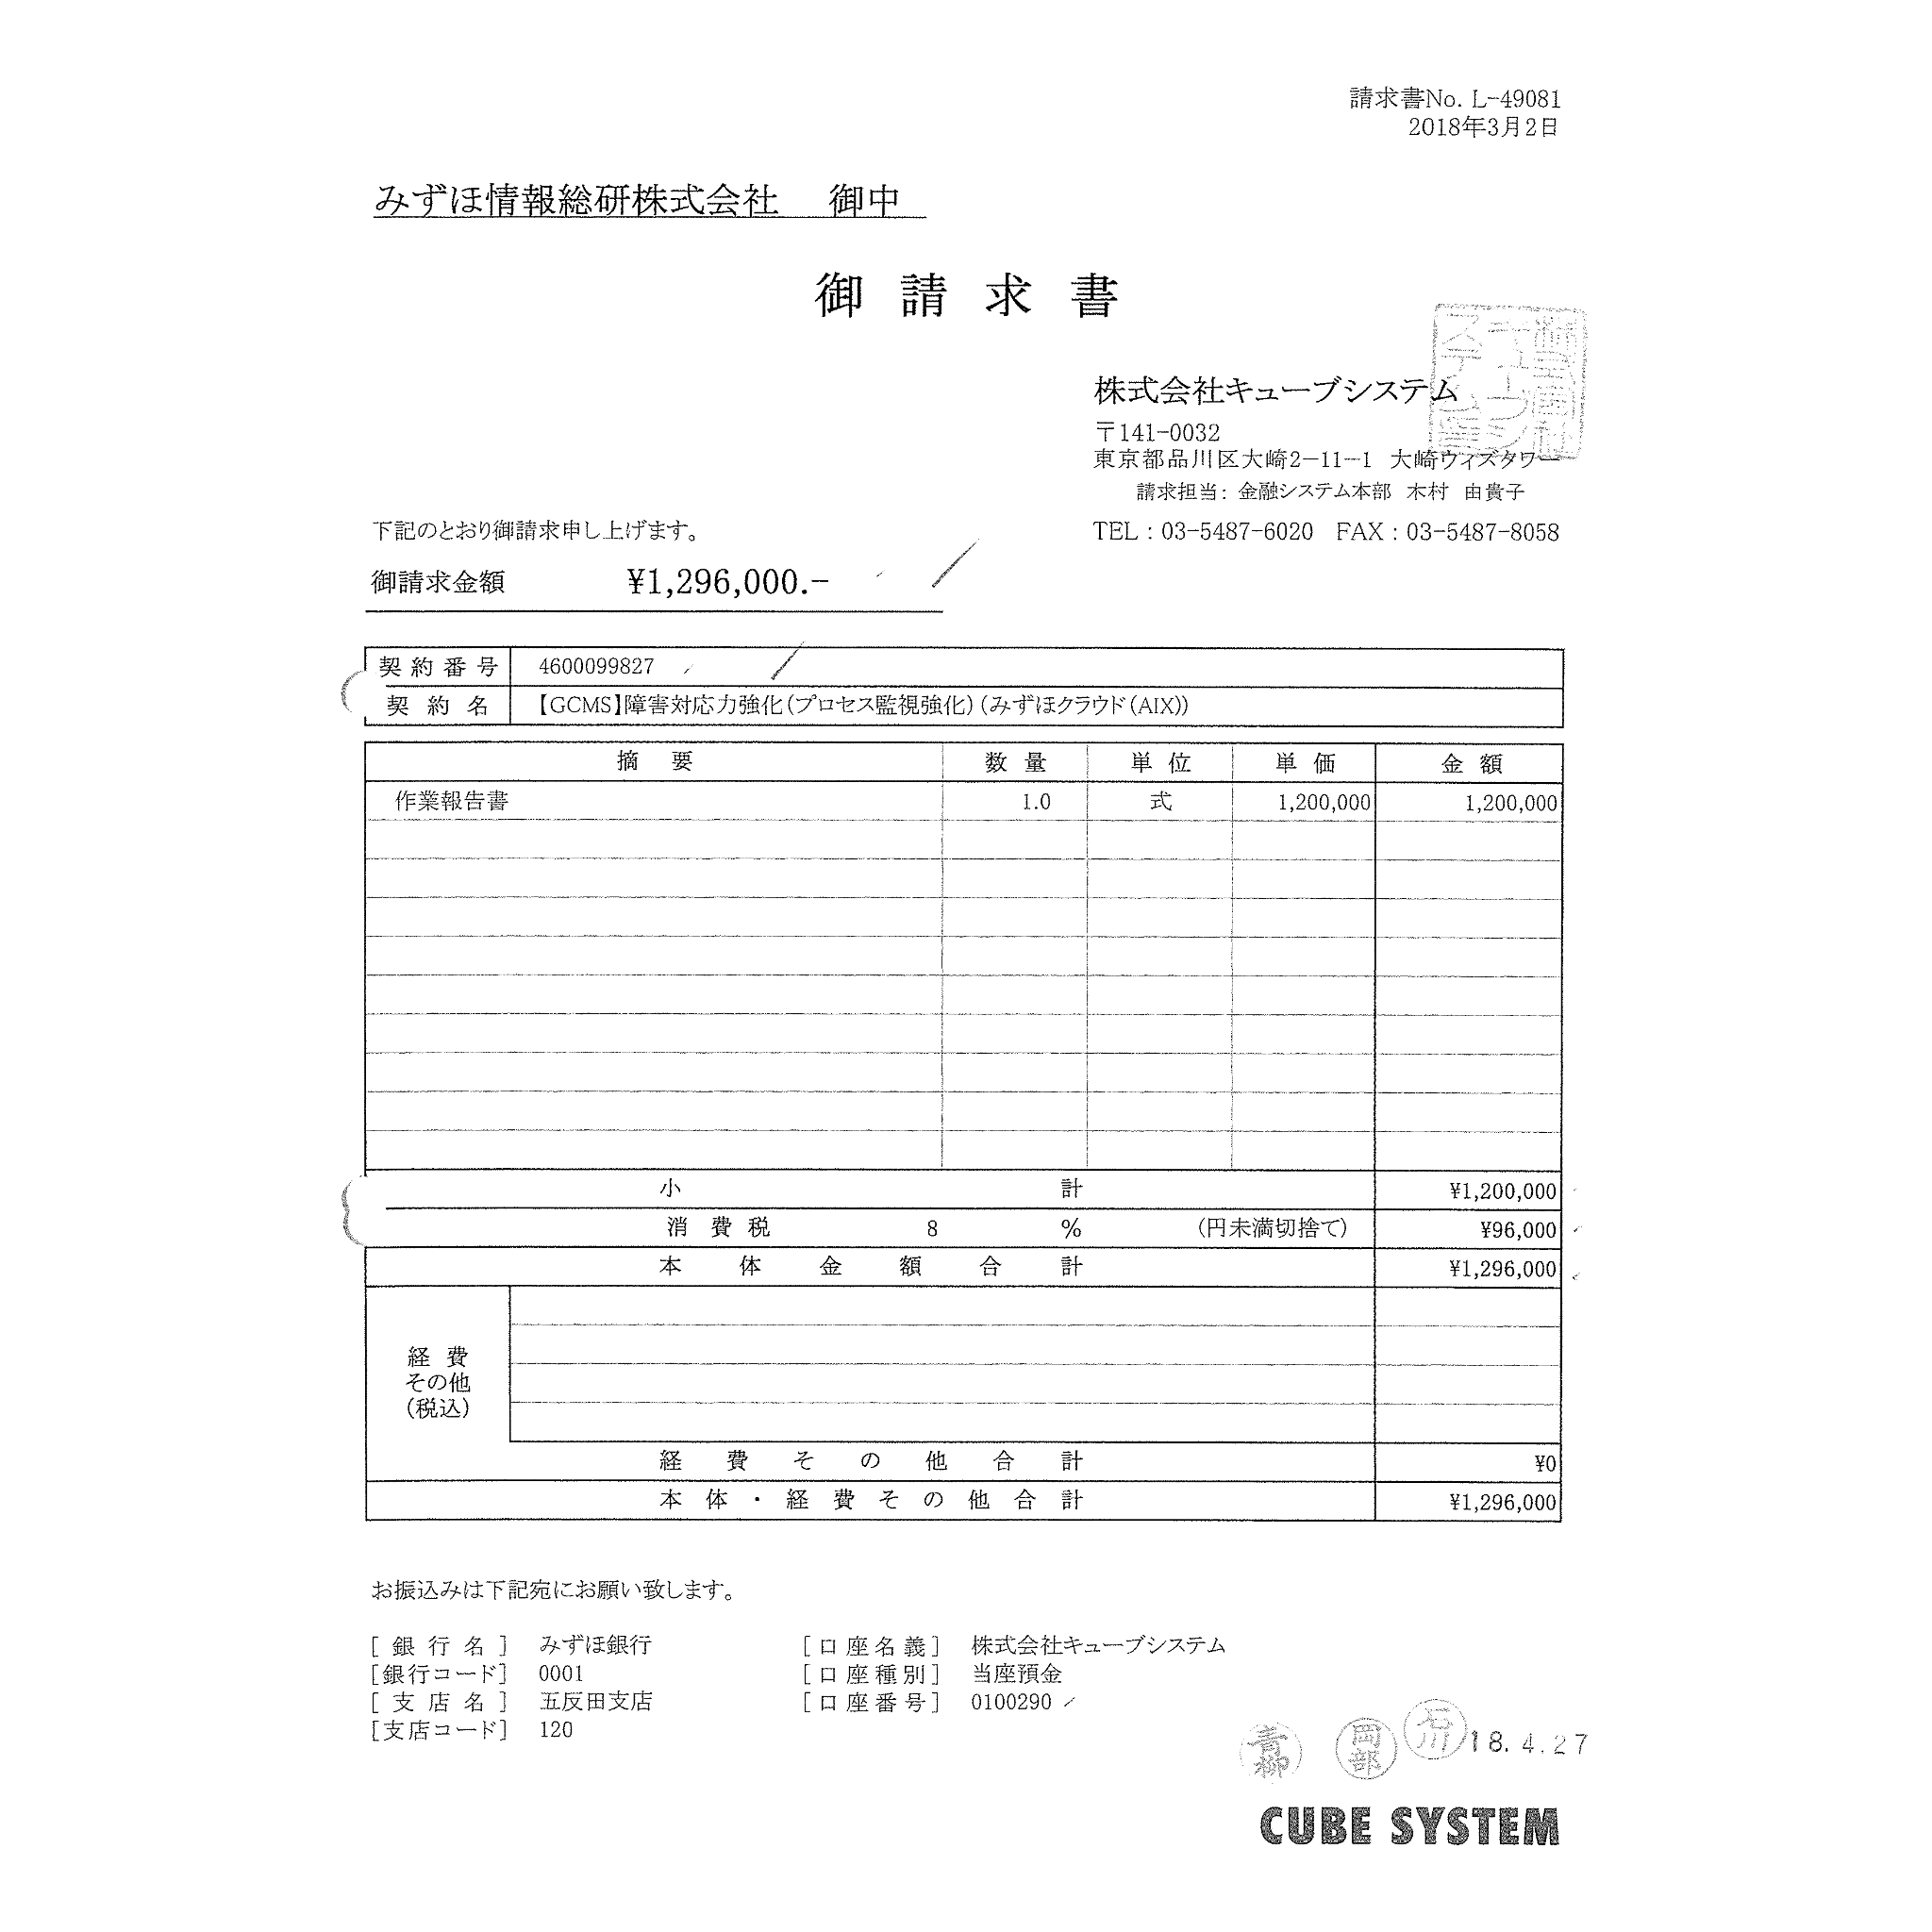 請求書No. L-49081
2018年3月2日
みずほ情報総研株式会社 御中
御請求書
株式会社キューブシステム
〒141-0032
東京都品川区大崎2-11-1 大崎ウィズタワー
請求担当: 金融システム本部 木村 由貴子
下記のとおり御請求申し上げます。
TEL : 03-5487-6020 FAX : 03-5487-8058
御請求金額 ¥1,296,000.-
契約番号 4600099827
契約名 【GCMS】障害対応力強化(プロセス監視強化)(みずほクラウド(AIX))
摘要 数量 単位 単価 金額
作業報告書 1.0 式 1,200,000 1,200,000
小計 ¥1,200,000
消費税 8 % (円未満切捨て) ¥96,000
本体金額合計 ¥1,296,000
経費
その他
(税込)
経費その他合計 ¥0
本体・経費その他合計 ¥1,296,000
お振込みは下記宛にお願い致します。
[銀行名] みずほ銀行 [口座名義] 株式会社キューブシステム
[銀行コード] 0001 [口座種別] 当座預金
[支店名] 五反田支店 [口座番号] 0100290
[支店コード] 120
青柳 岡部 石川 18.4.27
CUBE SYSTEM